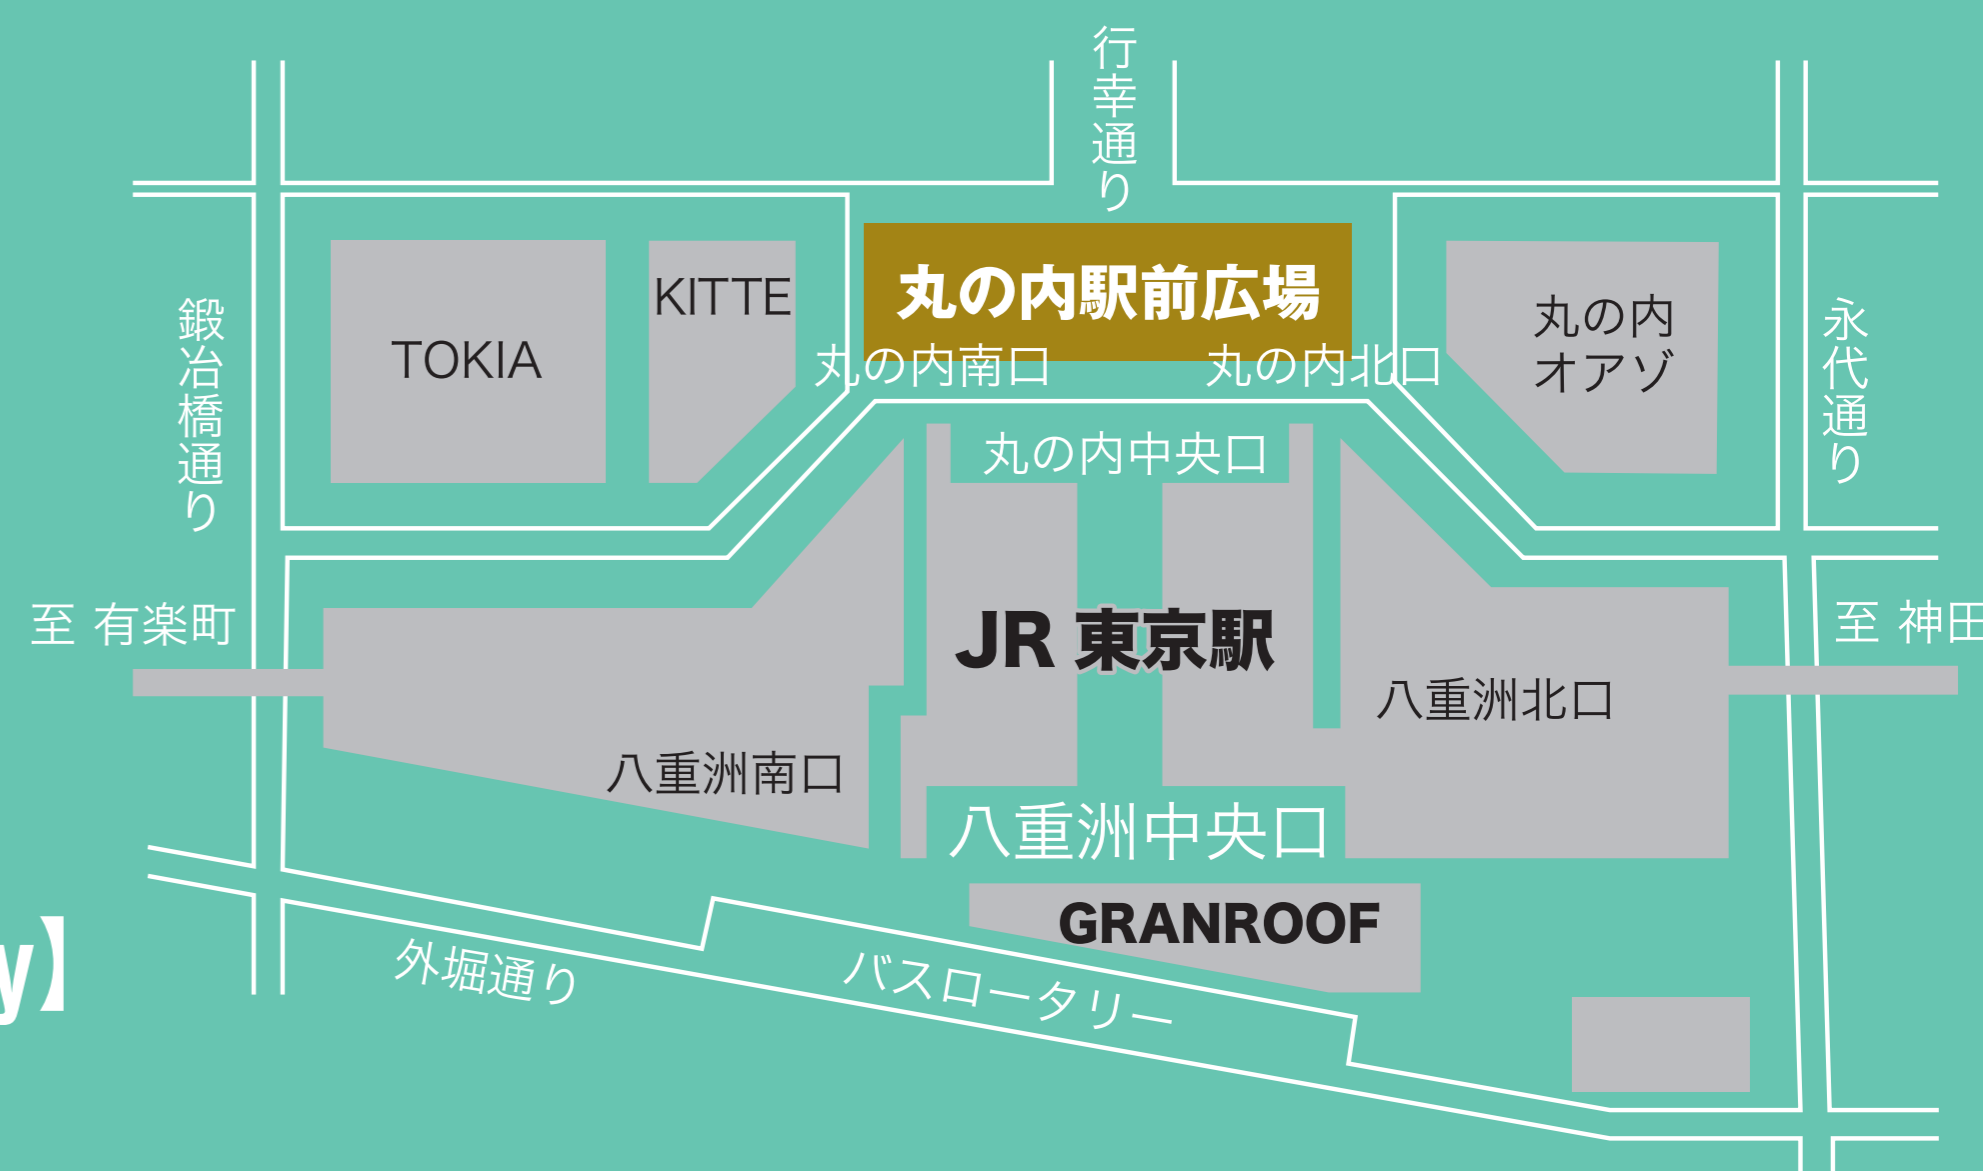 行幸通り
丸の内駅前広場
KITTE
TOKIA
丸の内
オアゾ
鍛冶橋通り
永代通り
丸の内南口
丸の内北口
丸の内中央口
至 有楽町
JR 東京駅
至 神田
八重洲北口
八重洲南口
八重洲中央口
GRANROOF
y】
外堀通り
バスロータリー